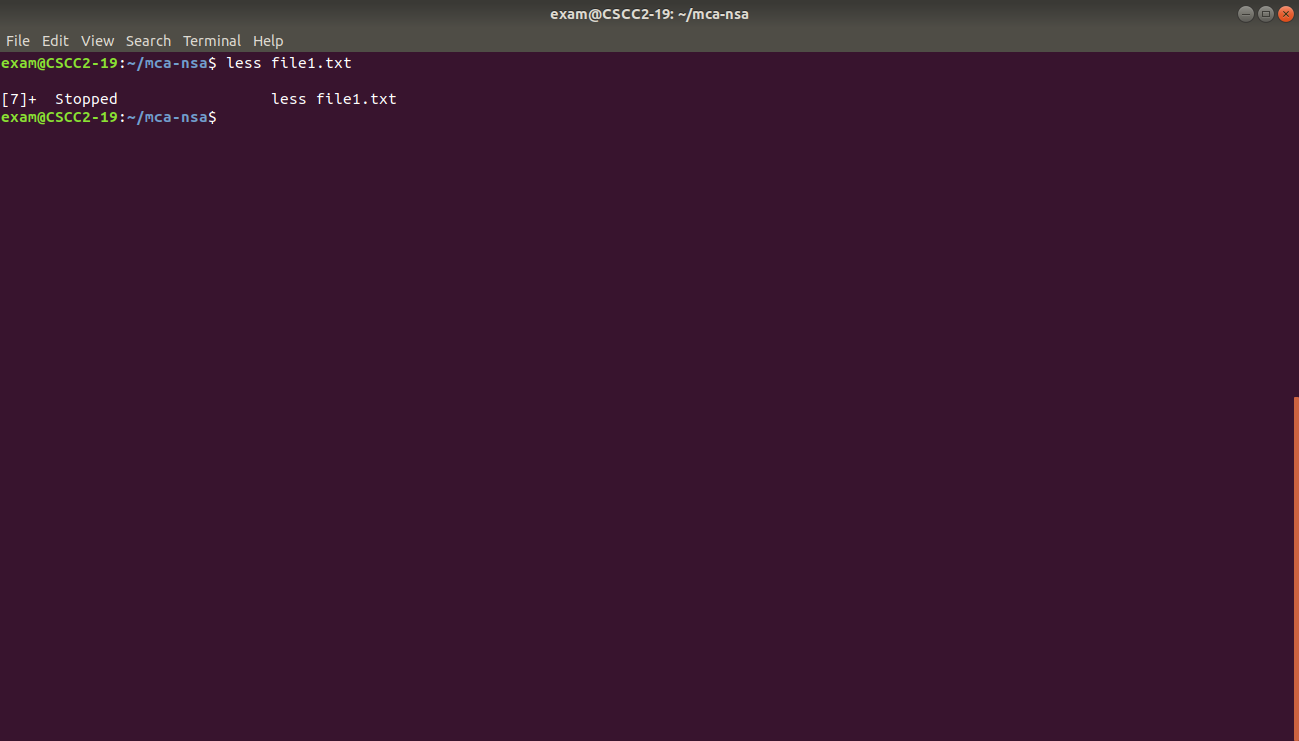 exam@CSCC2-19: ~/mca-nsa
File Edit View Search Terminal Help
exam@CSCC2-19:~/mca-nsa$ less file1.txt
[7]+  Stopped                 less file1.txt
exam@CSCC2-19:~/mca-nsa$